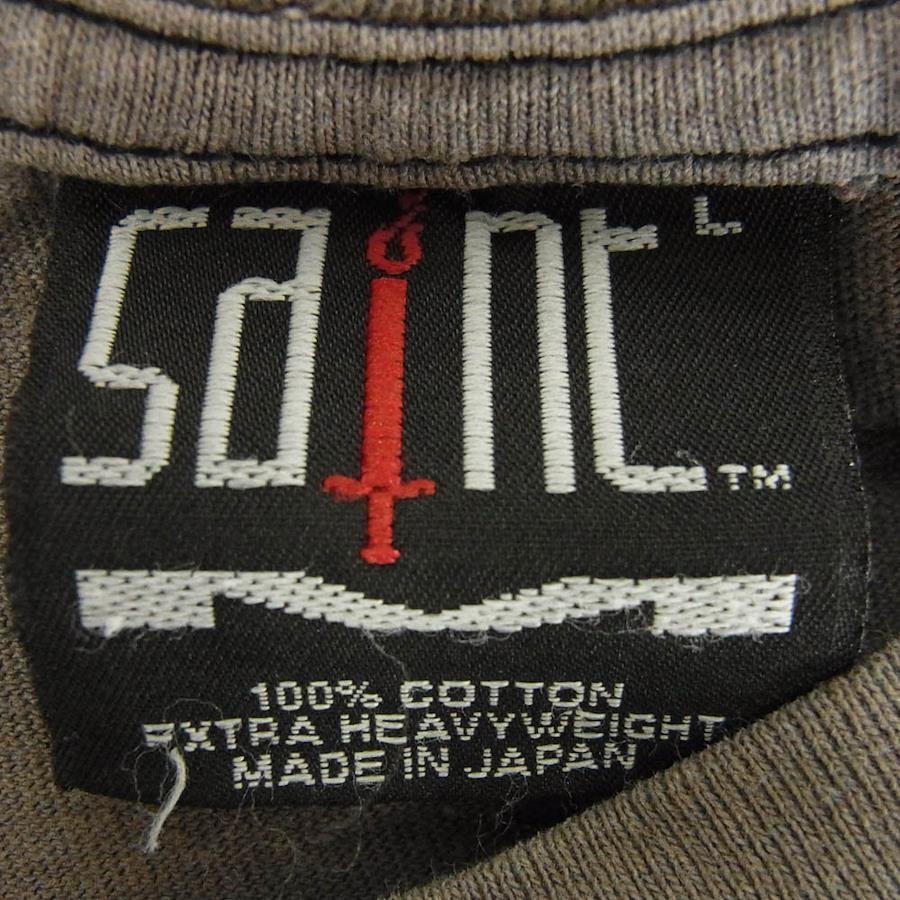 saint L
TM
100% COTTON
EXTRA HEAVYWEIGHT
MADE IN JAPAN